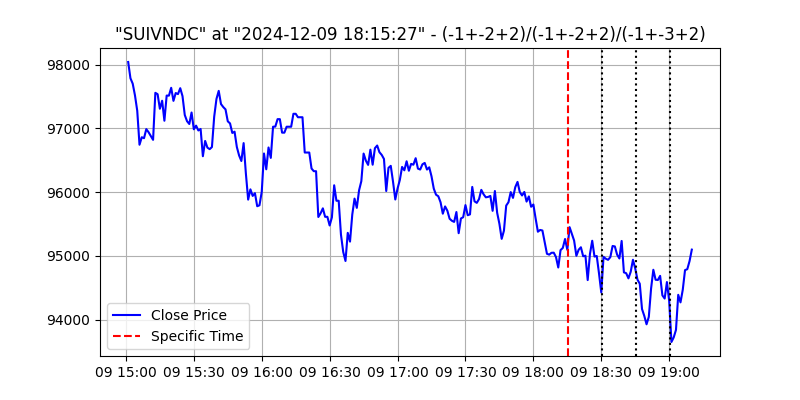 "SUIVNDC" at "2024-12-09 18:15:27" - (-1+-2+2)/(-1+-2+2)/(-1+-3+2)
98000
97000
96000
95000
94000
Close Price
Specific Time
09 15:00 09 15:30 09 16:00 09 16:30 09 17:00 09 17:30 09 18:00 09 18:30 09 19:00